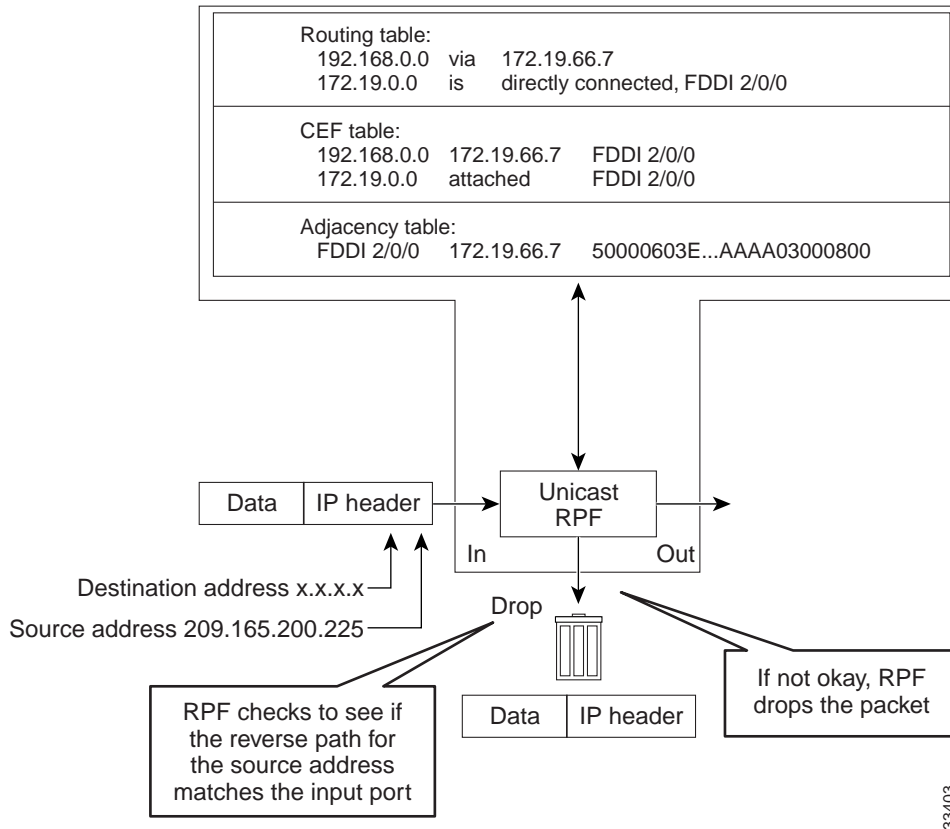 Routing table:
192.168.0.0 via 172.19.66.7
172.19.0.0 is directly connected, FDDI 2/0/0
CEF table:
192.168.0.0 172.19.66.7 FDDI 2/0/0
172.19.0.0 attached FDDI 2/0/0
Adjacency table:
FDDI 2/0/0 172.19.66.7 50000603E...AAAA03000800
Data IP header
Unicast
RPF
In
Out
Destination address x.x.x.x
Source address 209.165.200.225
Drop
RPF checks to see if
the reverse path for
the source address
matches the input port
Data IP header
If not okay, RPF
drops the packet
33403